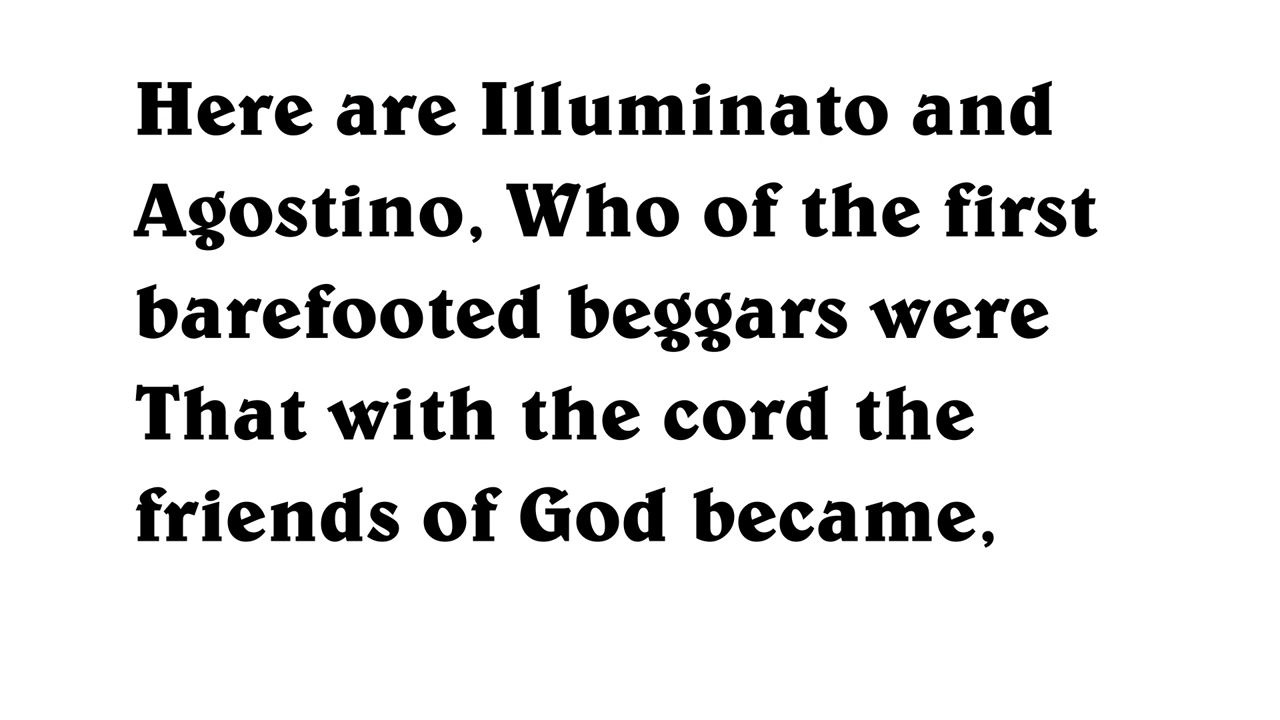 Here are Illuminato and
Agostino, Who of the first
barefooted beggars were
That with the cord the
friends of God became,